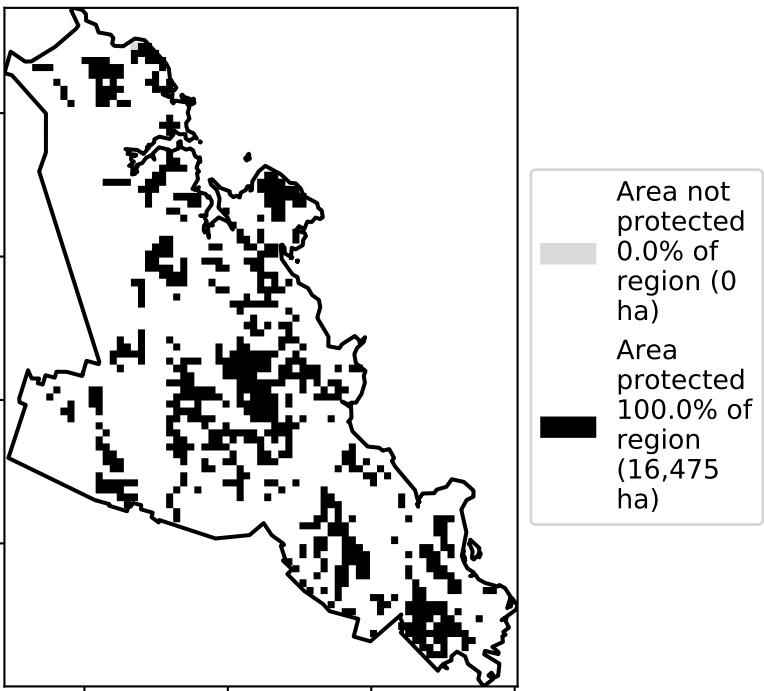 Area not
protected
0.0% of
region (0
ha)
Area
protected
100.0% of
region
(16,475
ha)